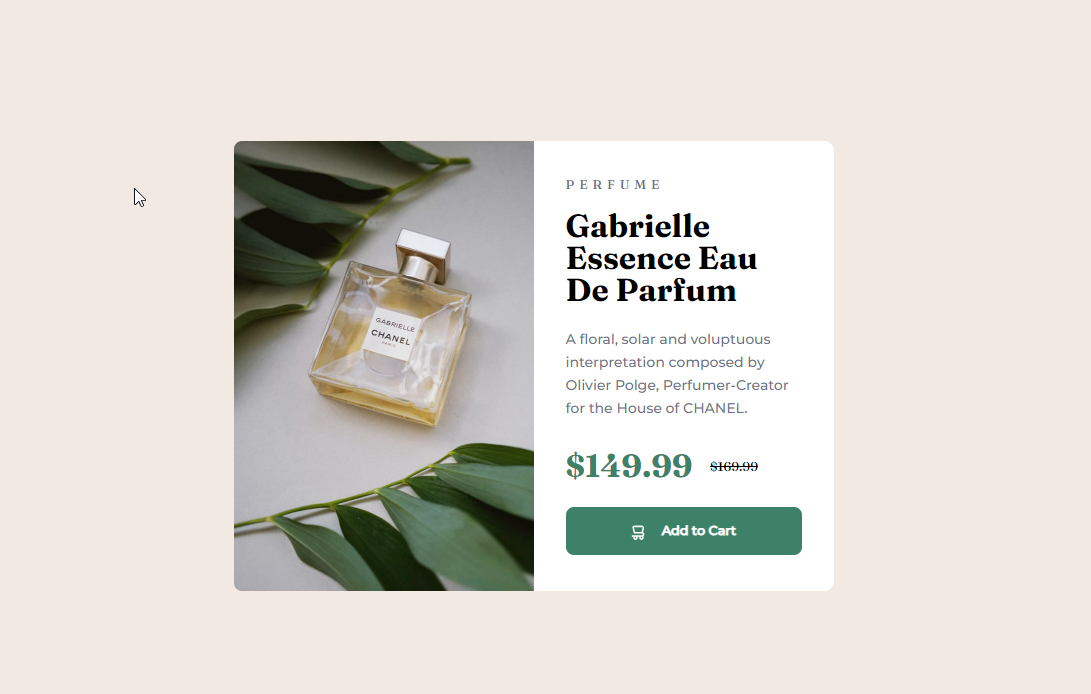 GABRIELLE
CHANEL
PARIS
PERFUME
Gabrielle
Essence Eau
De Parfum
A floral, solar and voluptuous
interpretation composed by
Olivier Polge, Perfumer-Creator
for the House of CHANEL.
$149.99 $169.99
Add to Cart